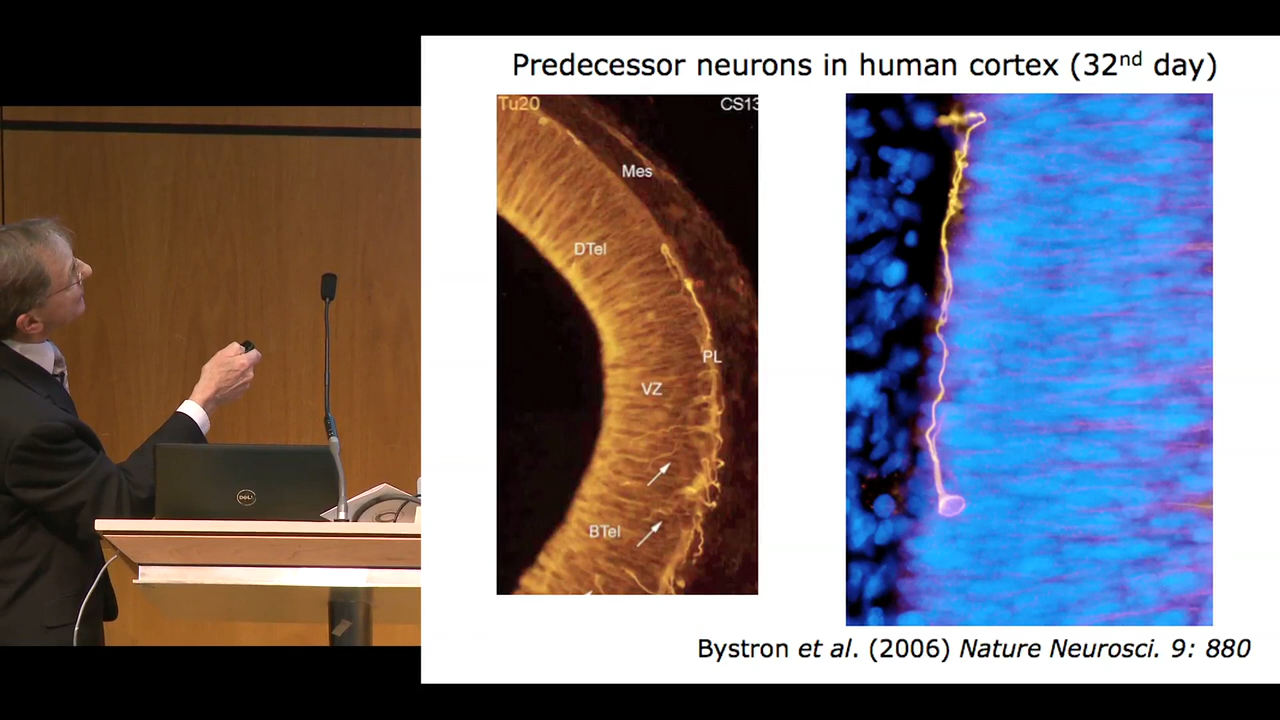 Predecessor neurons in human cortex (32nd day)
Tu20
CS13
Mes
DTel
PL
VZ
BTel
DELL
Bystron et al. (2006) Nature Neurosci. 9: 880